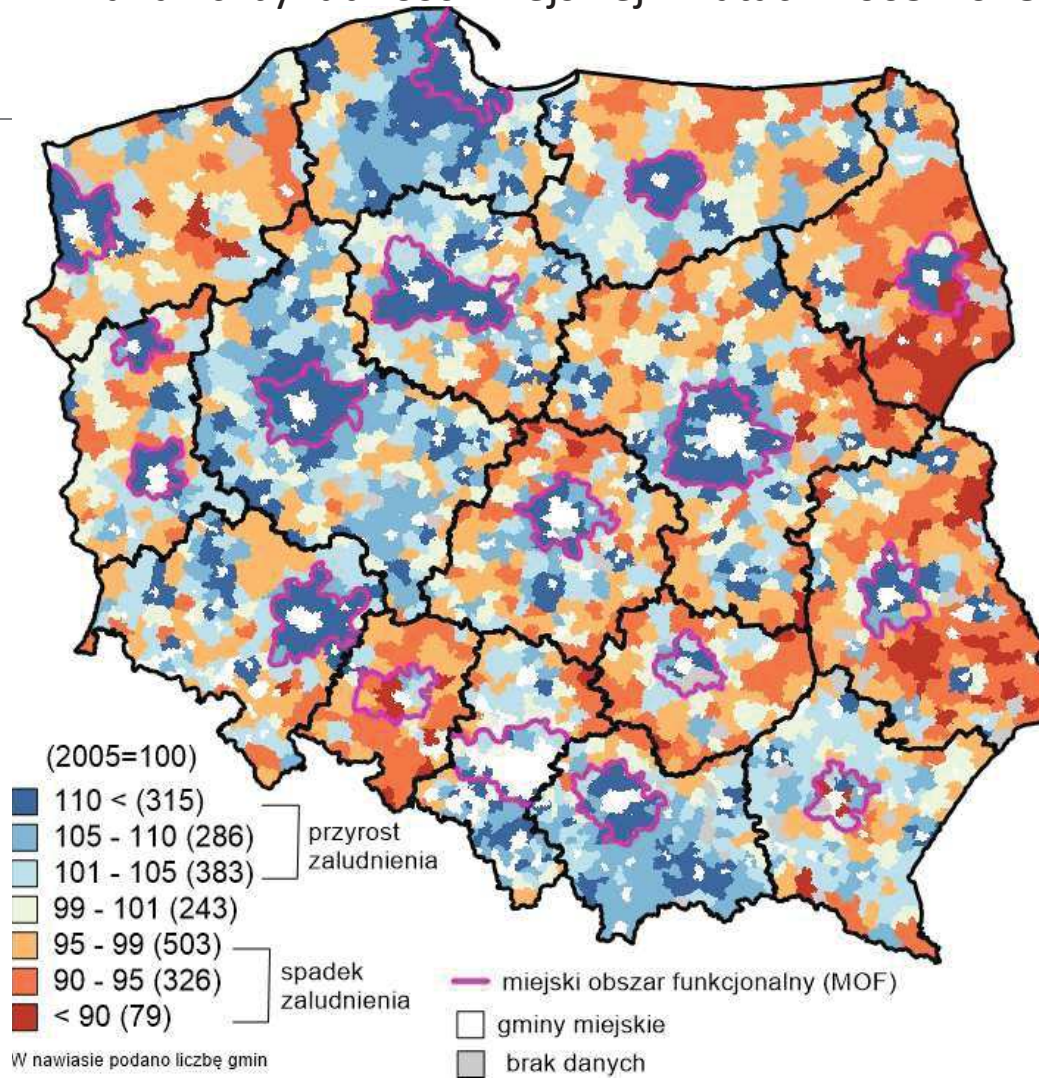 (2005=100)
110 < (315)
105 - 110 (286)
101 - 105 (383)
przyrost
zaludnienia
99 - 101 (243)
95 - 99 (503)
90 - 95 (326)
< 90 (79)
spadek
zaludnienia
W nawiasie podano liczbę gmin
miejski obszar funkcjonalny (MOF)
gminy miejskie
brak danych